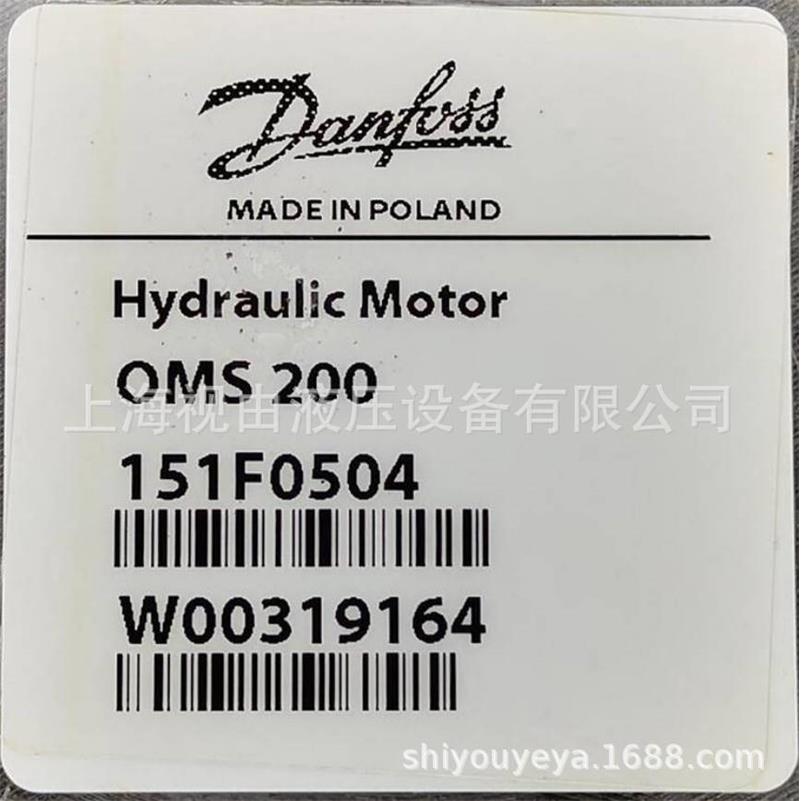 Danfoss
MADE IN POLAND
Hydraulic Motor
OMS 200
上海视由液压设备有限公司
151F0504
W00319164
shiyouyeya.1688.com